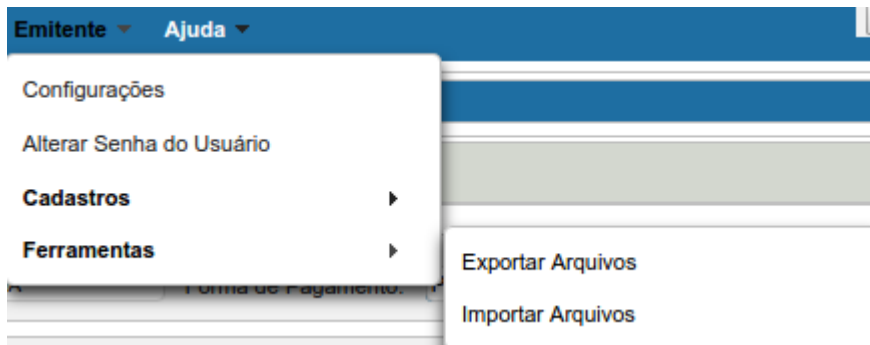 Emitente Ajuda
Configurações
Alterar Senha do Usuário
Cadastros
Ferramentas
Exportar Arquivos
Forma de Pagamento:
Importar Arquivos